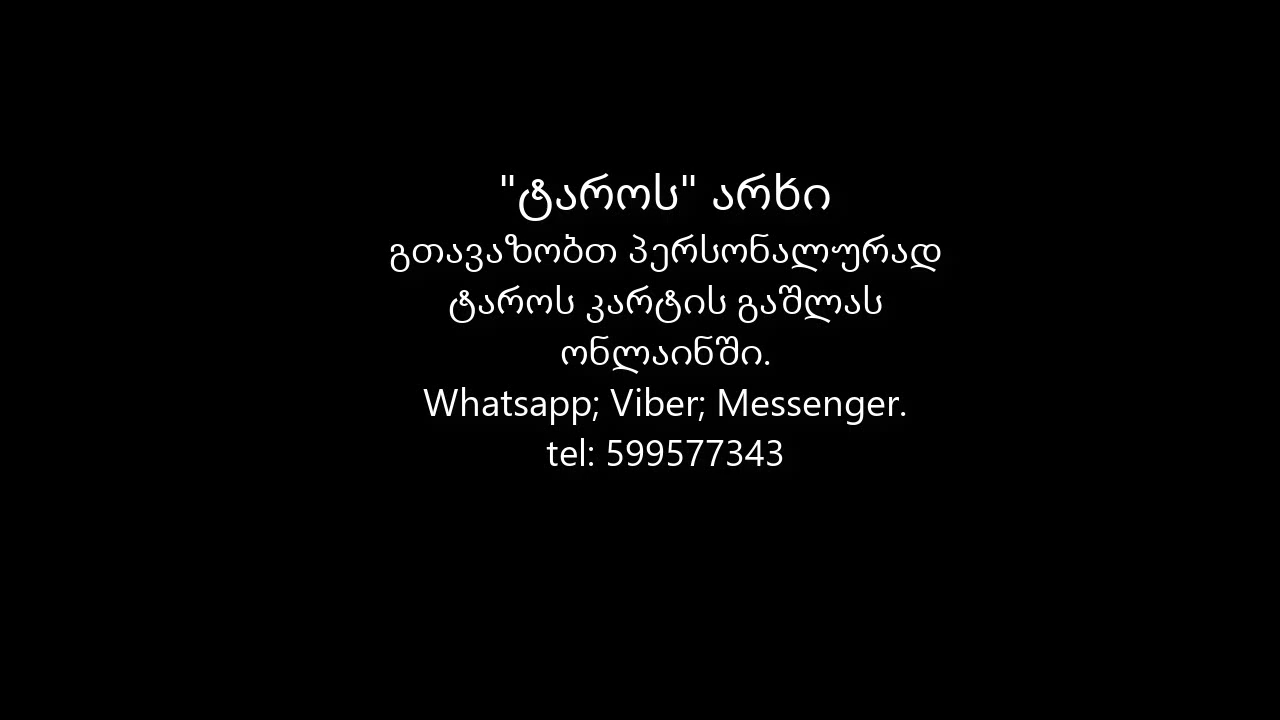 "ტაროს" არხი
გთავაზობთ პერსონალურად
ტაროს კარტის გაშლას
ონლაინში.
Whatsapp; Viber; Messenger.
tel: 599577343